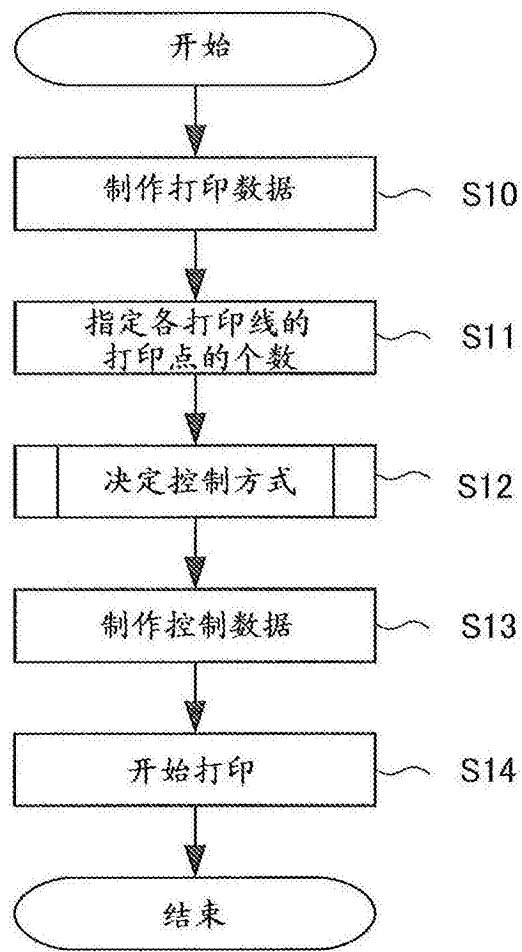 开始
制作打印数据
S10
指定各打印线的
打印点的个数
S11
决定控制方式
S12
制作控制数据
S13
开始打印
S14
结束